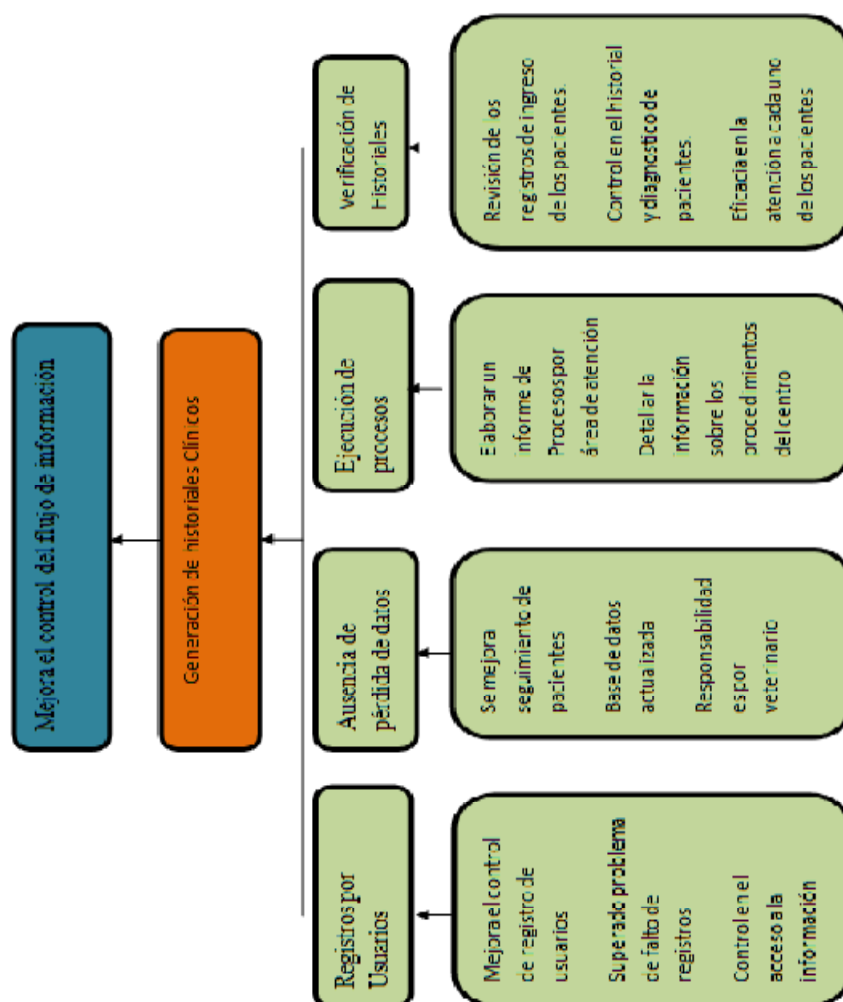 Mejora el control del flujo de información
Generación de historiales Clínicos
Registros por
Usuarios
Ausencia de
pérdida de datos
Ejecución de
procesos
Verificación de
Historiales
Mejora el control
de registro de
usuarios
Superado problema
de falto de
registros
Control en el
acceso a la
información
Se mejora
seguimiento de
pacientes
Base de datos
actualizada
Responsabilidad
es por
veterinario
Elaborar un
informe de
Procesos por
área de atención
Detallar la
información
sobre los
procedimientos
del centro
Revisión de los
registros de ingreso
de los pacientes.
Control en el historial
y diagnostico de
pacientes.
Eficacia en la
atención a cada uno
de los pacientes